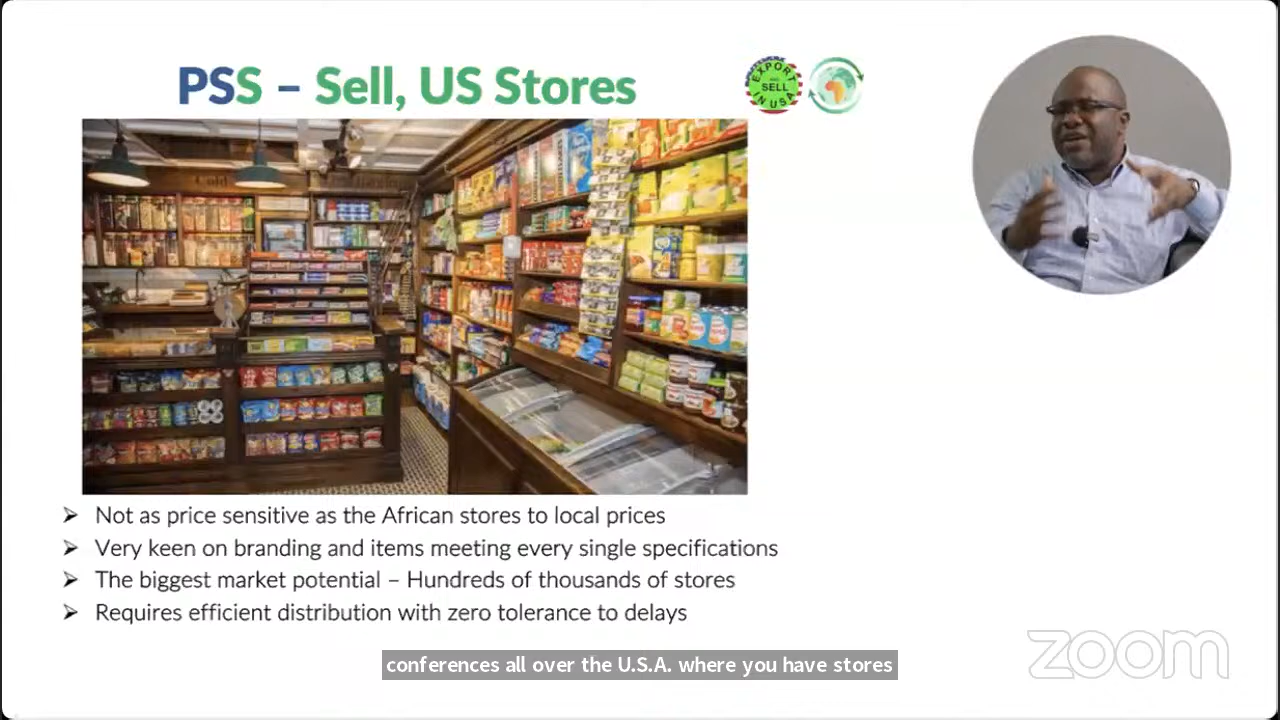 PSS – Sell, US Stores
EXPORT
AND
SELL
IN USA
➢ Not as price sensitive as the African stores to local prices
➢ Very keen on branding and items meeting every single specifications
➢ The biggest market potential – Hundreds of thousands of stores
➢ Requires efficient distribution with zero tolerance to delays
conferences all over the U.S.A. where you have stores
zoom